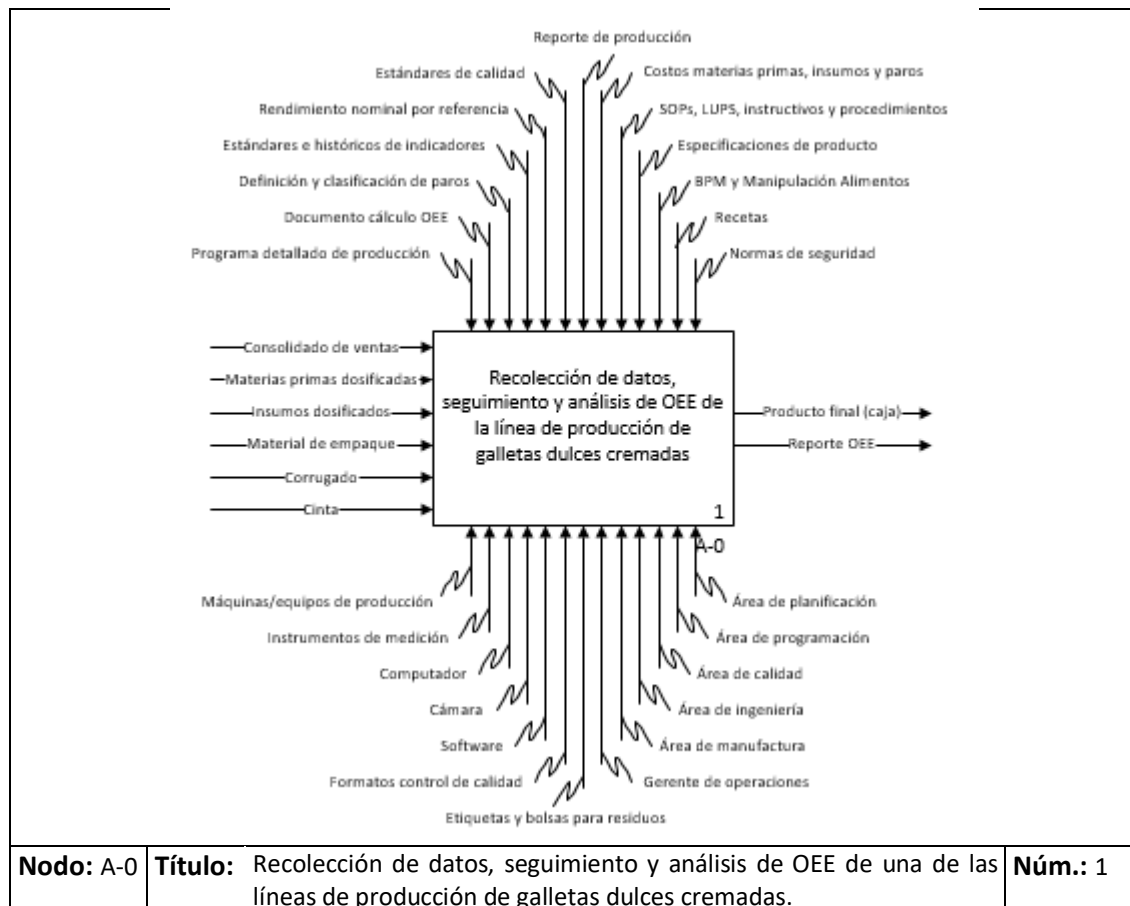 Reporte de producción
Estándares de calidad
Costos materias primas, insumos y paros
Rendimiento nominal por referencia
SOPs, LUPS, instructivos y procedimientos
Estándares e históricos de indicadores
Especificaciones de producto
Definición y clasificación de paros
BPM y Manipulación Alimentos
Documento cálculo OEE
Recetas
Programa detallado de producción
Normas de seguridad
Consolidado de ventas
Materias primas dosificadas
Insumos dosificados
Material de empaque
Corrugado
Cinta
Recolección de datos,
seguimiento y análisis de OEE de
la línea de producción de
galletas dulces cremadas
1
A-0
Producto final (caja)
Reporte OEE
Máquinas/equipos de producción
Área de planificación
Instrumentos de medición
Área de programación
Computador
Área de calidad
Cámara
Área de ingeniería
Software
Área de manufactura
Formatos control de calidad
Gerente de operaciones
Etiquetas y bolsas para residuos
Nodo: A-0 Título: Recolección de datos, seguimiento y análisis de OEE de una de las Núm.: 1
líneas de producción de galletas dulces cremadas.